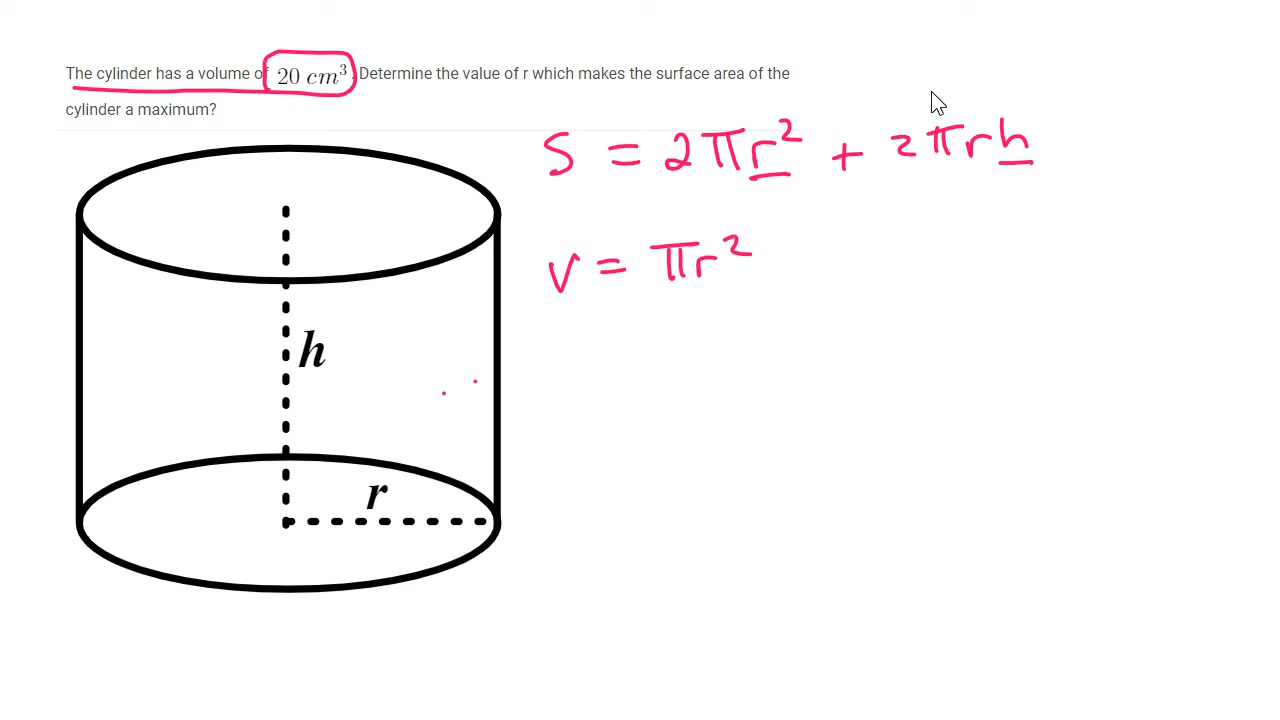 The cylinder has a volume of 20 cm³. Determine the value of r which makes the surface area of the
cylinder a maximum?
S = 2πr² + 2πrh
V = πr²
h
r